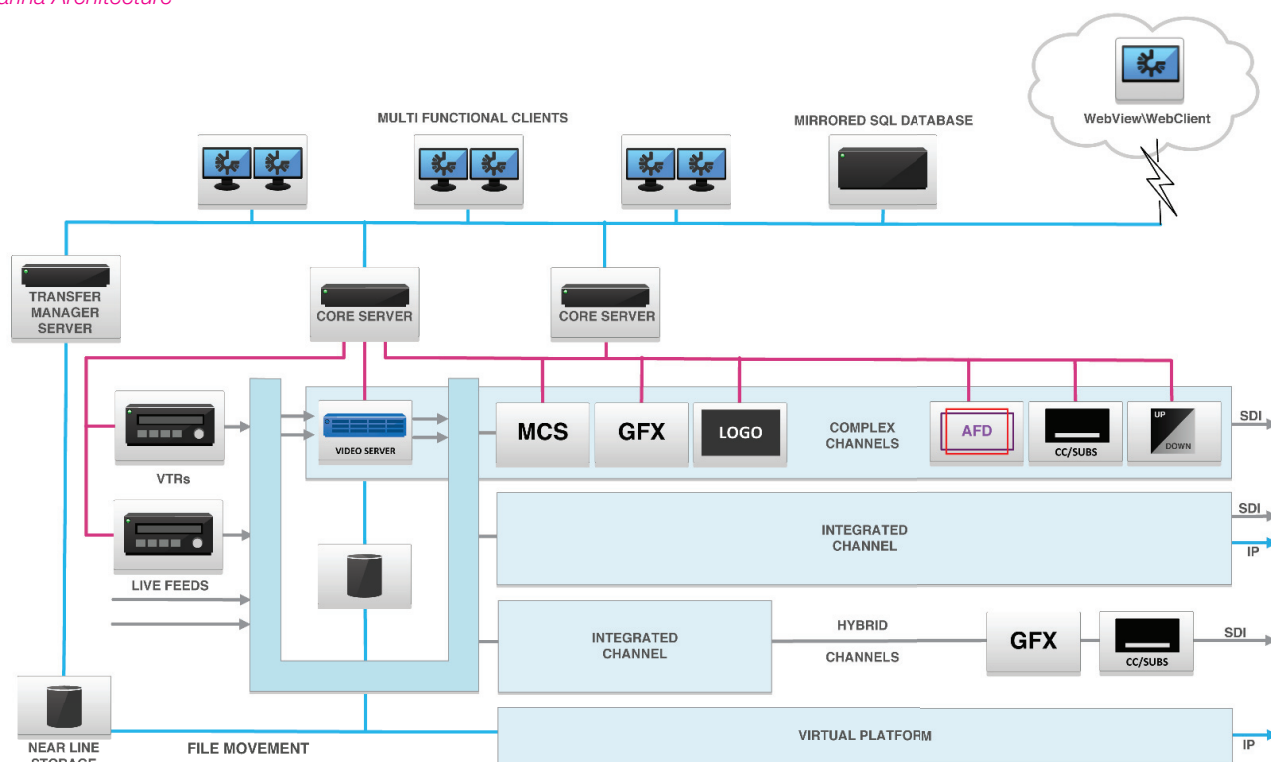 Architecture
WebView\WebClient
MULTI FUNCTIONAL CLIENTS
MIRRORED SQL DATABASE
TRANSFER
MANAGER
SERVER
CORE SERVER
CORE SERVER
VTRs
LIVE FEEDS
VIDEO SERVER
MCS
GFX
LOGO
COMPLEX
CHANNELS
AFD
CC/SUBS
UP
DOWN
SDI
INTEGRATED
CHANNEL
SDI
IP
INTEGRATED
CHANNEL
HYBRID
CHANNELS
GFX
CC/SUBS
SDI
NEAR LINE
STORAGE
FILE MOVEMENT
VIRTUAL PLATFORM
IP